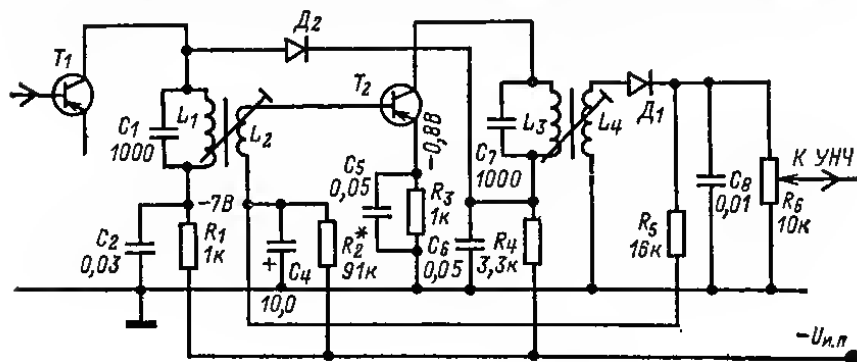 Д2
T1
T2
C1
1000
L1
L2
L3
L4
Д1
-0,8В
C7
1000
К УНЧ
C5
0,05
R3
1к
-7В
C8
0,01
R6
10к
C2
0,03
R1
1к
+
C4
10,0
R2*
91к
C6
0,05
R4
3,3к
R5
16к
-Uи.п